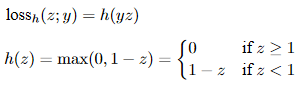 loss_h(z; y) = h(yz)
h(z) = max(0, 1 − z) = { 0 if z ≥ 1
1 − z if z < 1